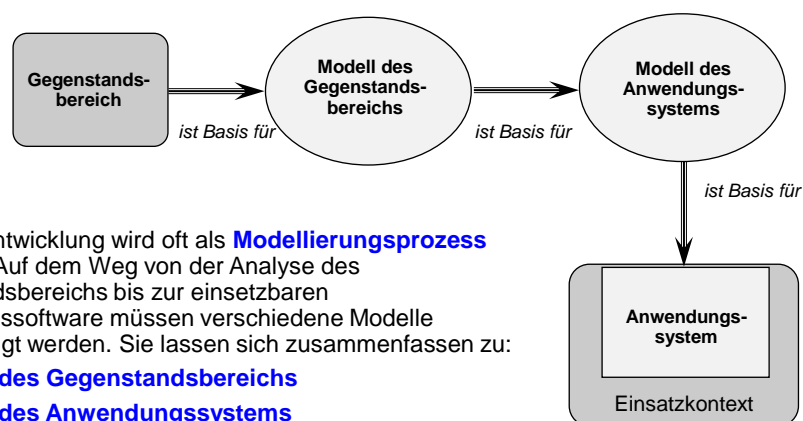 Gegenstands-
bereich
Modell des
Gegenstands-
bereichs
Modell des
Anwendungs-
systems
ist Basis für
ist Basis für
ist Basis für
ntwicklung wird oft als Modellierungsprozess
Auf dem Weg von der Analyse des
dsbereichs bis zur einsetzbaren
ssoftware müssen verschiedene Modelle
gt werden. Sie lassen sich zusammenfassen zu:
des Gegenstandsbereichs
des Anwendungssystems
Anwendungs-
system
Einsatzkontext